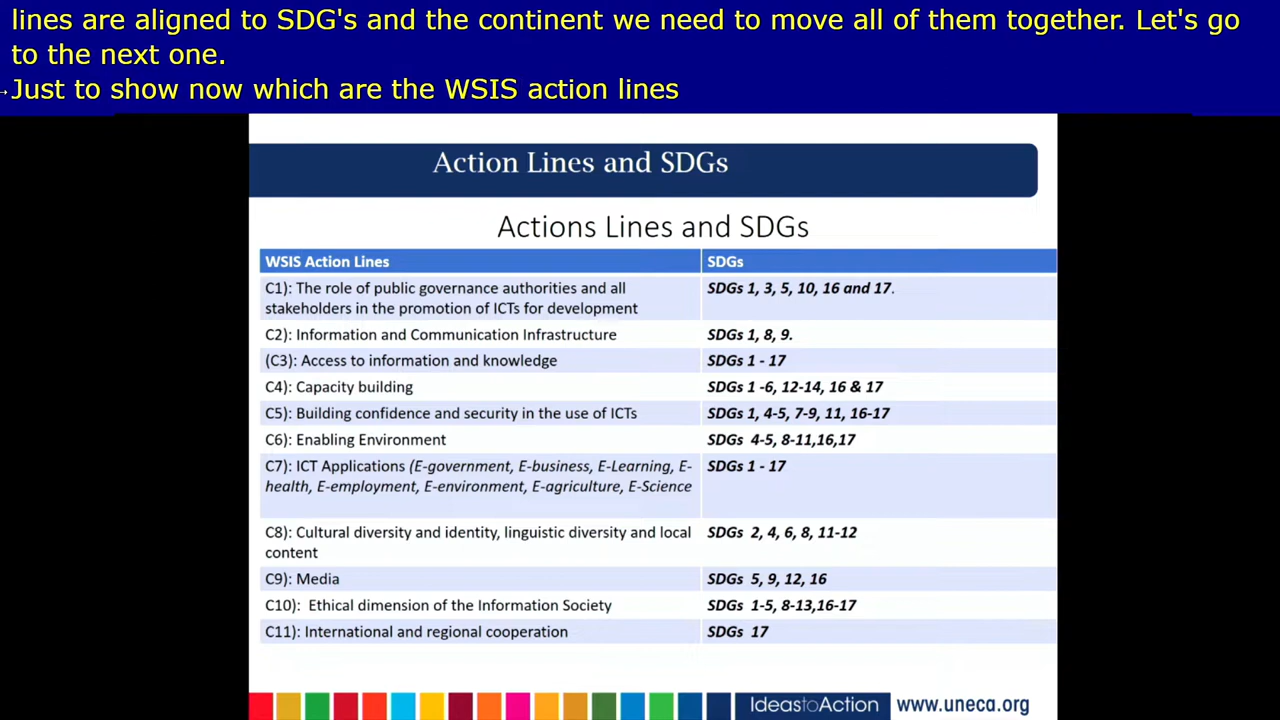 lines are aligned to SDG's and the continent we need to move all of them together. Let's go
to the next one.
Just to show now which are the WSIS action lines
Action Lines and SDGs
Actions Lines and SDGs
WSIS Action Lines
SDGs
C1): The role of public governance authorities and all
stakeholders in the promotion of ICTs for development
SDGs 1, 3, 5, 10, 16 and 17.
C2): Information and Communication Infrastructure
SDGs 1, 8, 9.
(C3): Access to information and knowledge
SDGs 1 - 17
C4): Capacity building
SDGs 1 -6, 12-14, 16 & 17
C5): Building confidence and security in the use of ICTs
SDGs 1, 4-5, 7-9, 11, 16-17
C6): Enabling Environment
SDGs 4-5, 8-11,16,17
C7): ICT Applications (E-government, E-business, E-Learning, E-
health, E-employment, E-environment, E-agriculture, E-Science
SDGs 1 - 17
C8): Cultural diversity and identity, linguistic diversity and local
content
SDGs 2, 4, 6, 8, 11-12
C9): Media
SDGs 5, 9, 12, 16
C10): Ethical dimension of the Information Society
SDGs 1-5, 8-13,16-17
C11): International and regional cooperation
SDGs 17
IdeastoAction
www.uneca.org